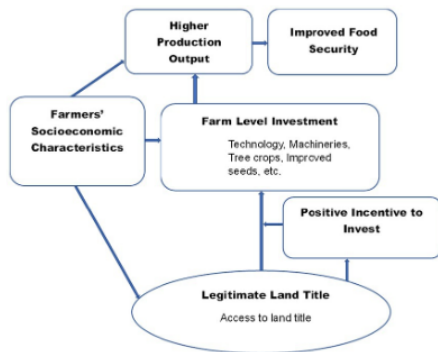 Higher
Production
Output
Improved Food
Security
Farmers'
Socioeconomic
Characteristics
Farm Level Investment
Technology, Machineries,
Tree crops, Improved
seeds, etc.
Positive Incentive to
Invest
Legitimate Land Title
Access to land title